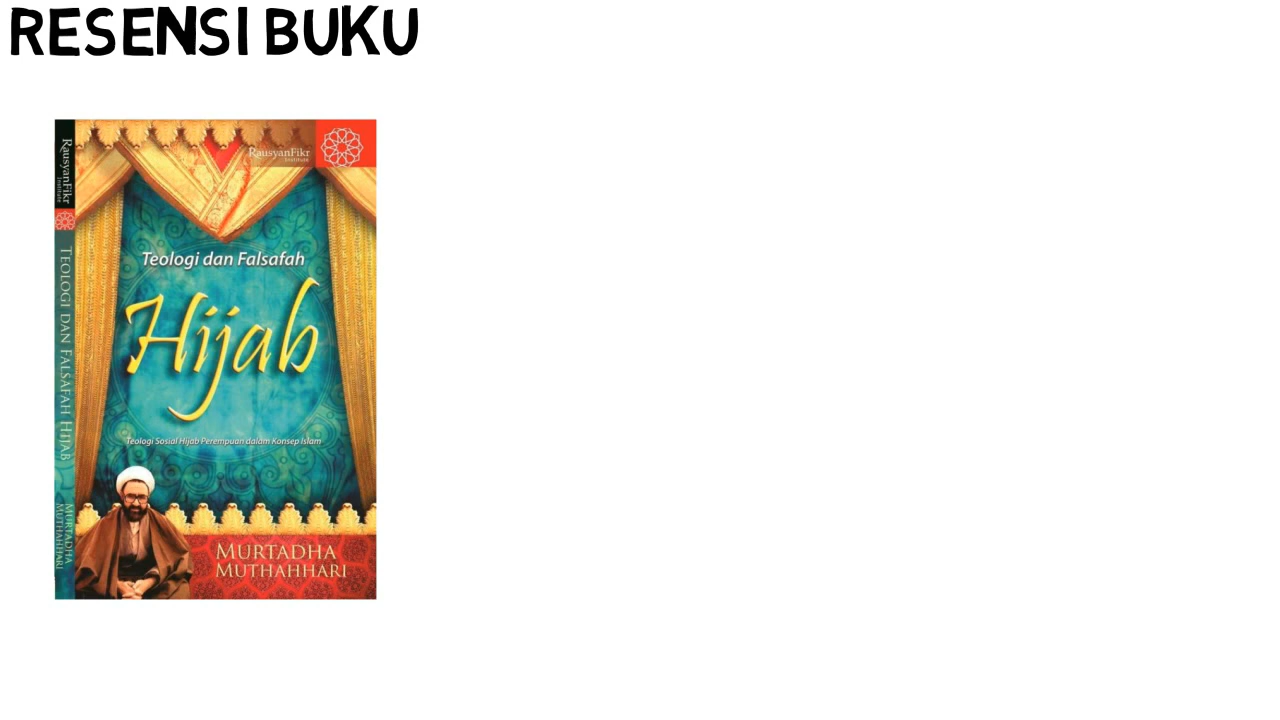 RESENSI BUKU
RausyanFikr
Institute
RausyanFikr
Institute
TEOLOGI DAN FALSAFAH HIJAB
MURTADHA
MUTHAHHARI
Teologi dan Falsafah
Hijab
Teologi Sosial Hijab Perempuan dalam Konsep Islam
MURTADHA
MUTHAHHARI